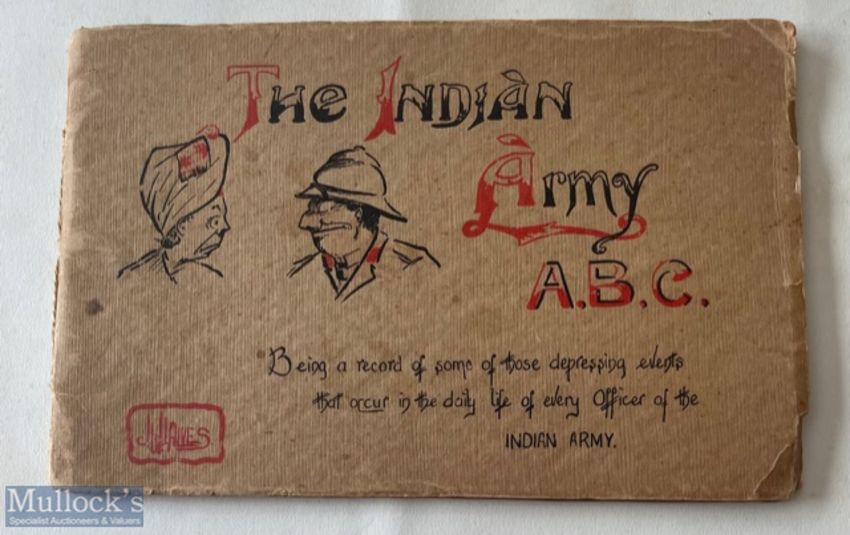 The Indian
Army
A.B.C.
Being a record of some of those depressing events
that occur in the daily life of every Officer of the
INDIAN ARMY.
Mullock's
Specialist Auctioneers & Valuers